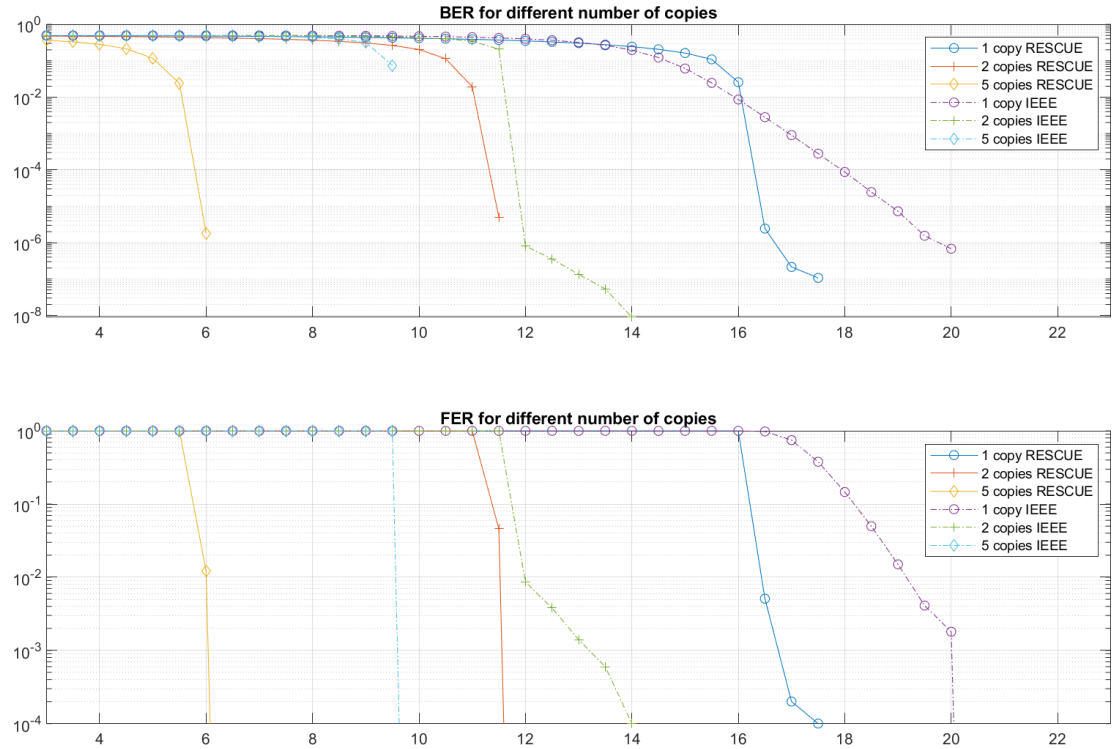 BER for different number of copies
10^0
10^-2
10^-4
10^-6
10^-8
1 copy RESCUE
2 copies RESCUE
5 copies RESCUE
1 copy IEEE
2 copies IEEE
5 copies IEEE
4 6 8 10 12 14 16 18 20 22
FER for different number of copies
10^0
10^-1
10^-2
10^-3
10^-4
1 copy RESCUE
2 copies RESCUE
5 copies RESCUE
1 copy IEEE
2 copies IEEE
5 copies IEEE
4 6 8 10 12 14 16 18 20 22